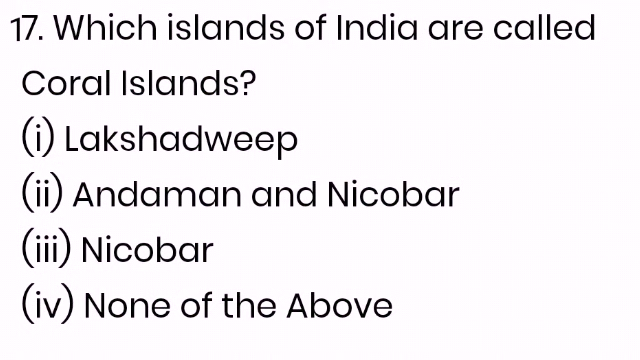 17. Which islands of India are called
Coral Islands?
(i) Lakshadweep
(ii) Andaman and Nicobar
(iii) Nicobar
(iv) None of the Above